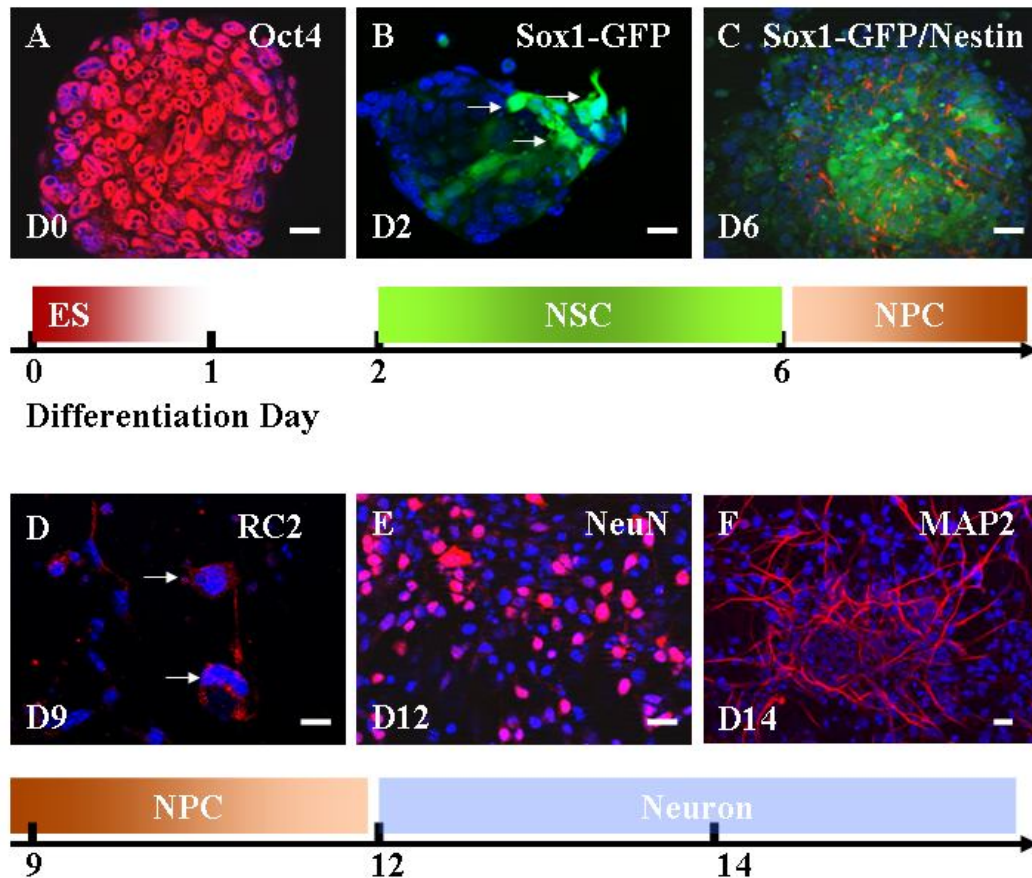 A Oct4
B Sox1-GFP
C Sox1-GFP/Nestin
D0
D2
D6
ES
NSC
NPC
0 1 2 6
Differentiation Day
D RC2
E NeuN
F MAP2
D9
D12
D14
NPC
Neuron
9 12 14